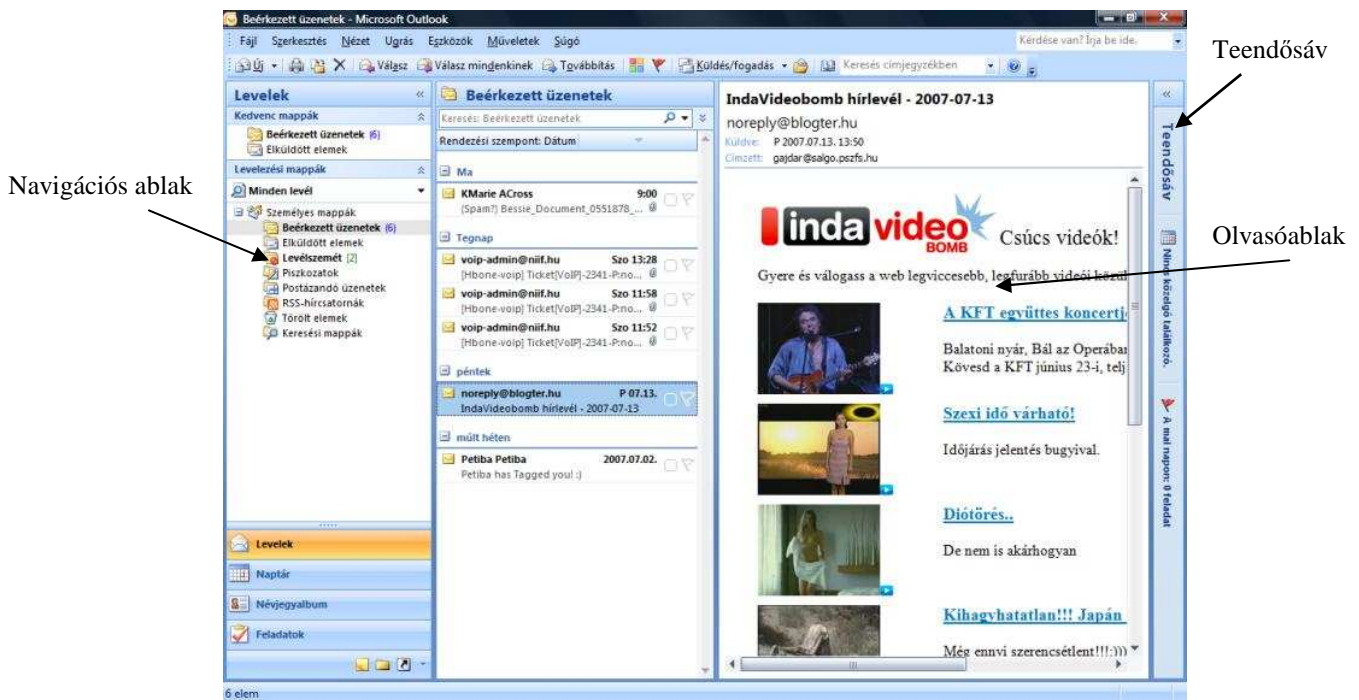 Beérkezett üzenetek - Microsoft Outlook
Fájl Szerkesztés Nézet Ugrás Eszközök Műveletek Súgó Kérdése van? Írja be ide.
Új Válasz Válasz mindenkinek Továbbítás Küldés/fogadás Keresés címjegyzékben
Teendősáv
Navigációs ablak
Olvasóablak
Levelek
Kedvenc mappák
Beérkezett üzenetek (6)
Elküldött elemek
Levelezési mappák
Minden levél
Személyes mappák
Beérkezett üzenetek (6)
Elküldött elemek
Levélszemét [2]
Piszkozatok
Postázandó üzenetek
RSS-hírcsatornák
Törölt elemek
Keresési mappák
Levelek
Naptár
Névjegyalbum
Feladatok
6 elem
Beérkezett üzenetek
Keresés: Beérkezett üzenetek
Rendezési szempont: Dátum
Ma
KMarie ACross 9:00
(Spam?) Bessie_Document_0551878_...
Tegnap
voip-admin@niif.hu Szo 13:28
[Hbone-voip] Ticket[VoIP]-2341-P:no...
voip-admin@niif.hu Szo 11:58
[Hbone-voip] Ticket[VoIP]-2341-P:no...
voip-admin@niif.hu Szo 11:52
[Hbone-voip] Ticket[VoIP]-2341-P:no...
péntek
noreply@blogter.hu P 07.13.
IndaVideobomb hírlevél - 2007-07-13
múlt héten
Petiba Petiba 2007.07.02.
Petiba has Tagged you! :)
IndaVideobomb hírlevél - 2007-07-13
noreply@blogter.hu
Küldve: P 2007.07.13. 13:50
Címzett: gajdar@salgo.pszfs.hu
inda video
BOMB
Csúcs videók!
Gyere és válogass a web legviccesebb, legfurább videói közül
A KFT együttes koncertj
Balatoni nyár, Bál az Operában
Kövesd a KFT június 23-i, telj
Szexi idő várható!
Időjárás jelentés bugyival.
Diótörés..
De nem is akárhogyan
Kihagyhatatlan!!! Japán
Még ennyi szerencsétlent!!!:)))
Teendősáv
Nincs közelgő találkozó.
A mai napon: 0 feladat